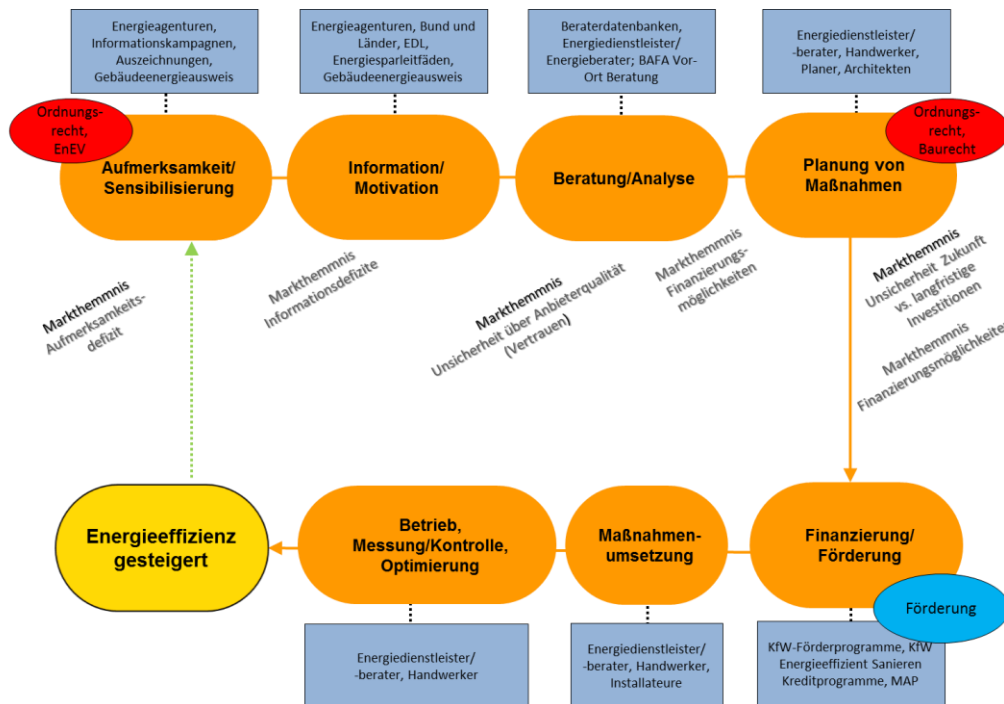 Energieagenturen,
Informationskampagnen,
Auszeichnungen,
Gebäudeenergieausweis
Energieagenturen, Bund und
Länder, EDL,
Energiesparleitfäden,
Gebäudeenergieausweis
Beraterdatenbanken,
Energiedienstleister/
Energieberater; BAFA Vor-
Ort Beratung
Energiedienstleister/
-berater, Handwerker,
Planer, Architekten
Ordnungs-
recht,
EnEV
Aufmerksamkeit/
Sensibilisierung
Information/
Motivation
Beratung/Analyse
Planung von
Maßnahmen
Ordnungs-
recht,
Baurecht
Markthemmnis
Aufmerksamkeits-
defizit
Markthemmnis
Informationsdefizite
Markthemmnis
Unsicherheit über Anbieterqualität
(Vertrauen)
Markthemmnis
Finanzierungs-
möglichkeiten
Markthemmnis
Unsicherheit Zukunft
vs. langfristige
Investitionen
Markthemmnis
Finanzierungsmöglichkeiten
Energieeffizienz
gesteigert
Betrieb,
Messung/Kontrolle,
Optimierung
Maßnahmen-
umsetzung
Finanzierung/
Förderung
Förderung
Energiedienstleister/
-berater, Handwerker
Energiedienstleister/
-berater, Handwerker,
Installateure
KfW-Förderprogramme, KfW
Energieeffizient Sanieren
Kreditprogramme, MAP